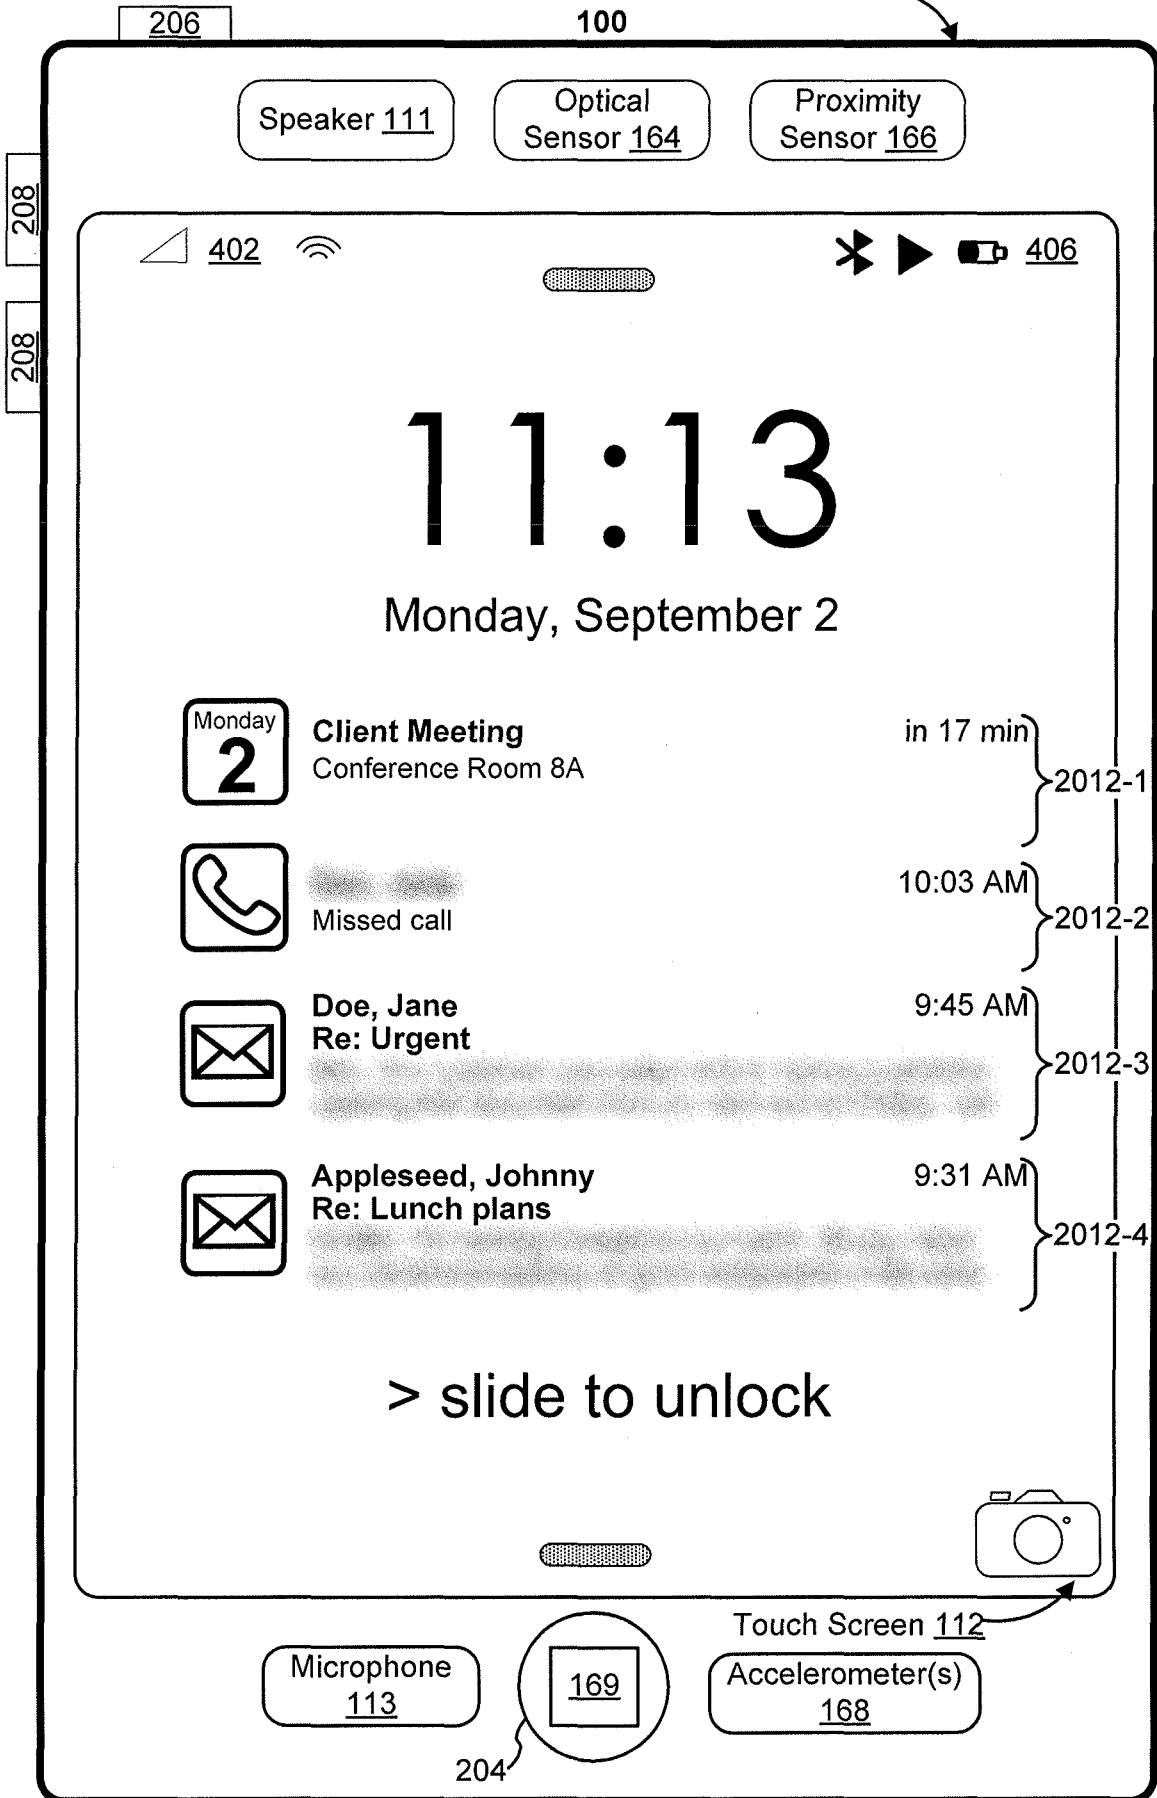 206
100
Speaker 111
Optical
Sensor 164
Proximity
Sensor 166
208
208
402
406
11:13
Monday, September 2
Monday
2
Client Meeting
in 17 min
Conference Room 8A
2012-1
10:03 AM
Missed call
2012-2
Doe, Jane
9:45 AM
Re: Urgent
2012-3
Appleseed, Johnny
9:31 AM
Re: Lunch plans
2012-4
> slide to unlock
Touch Screen 112
Microphone
113
169
Accelerometer(s)
168
204